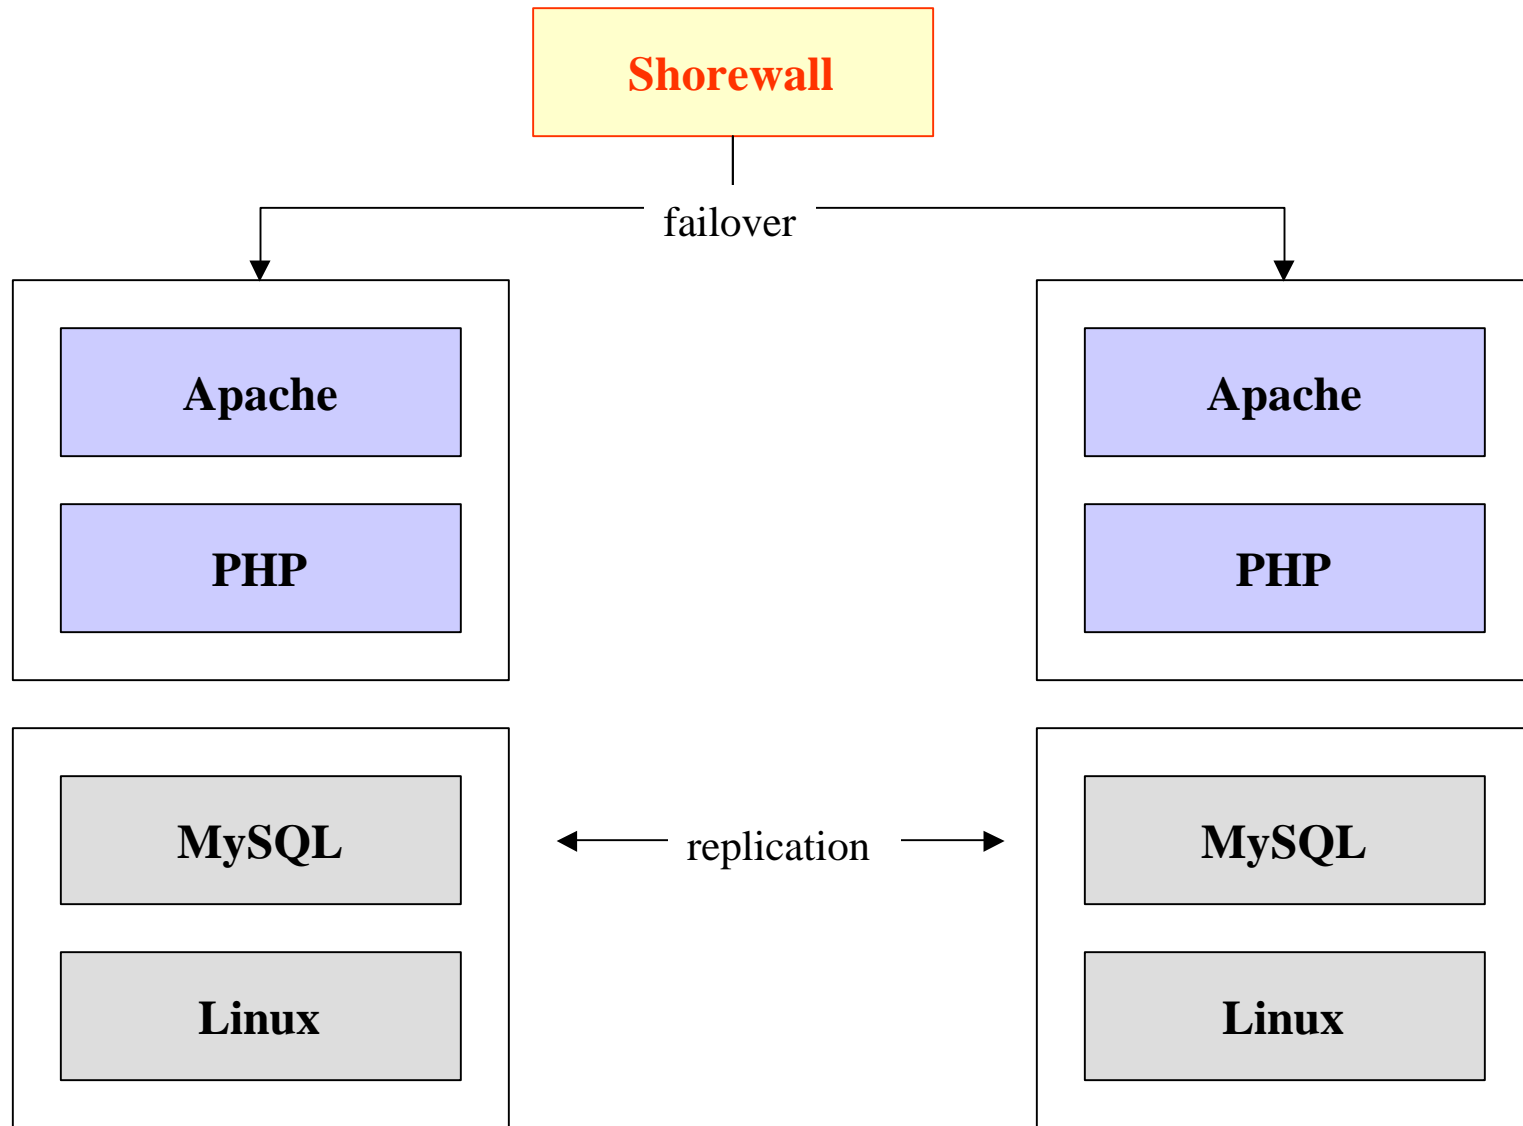 Shorewall
failover
Apache
Apache
PHP
PHP
MySQL
replication
MySQL
Linux
Linux